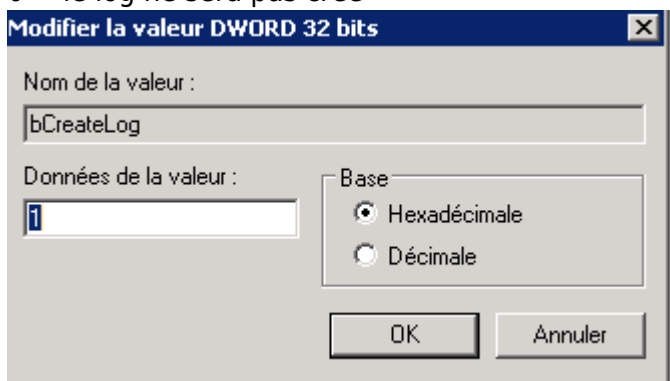 Modifier la valeur DWORD 32 bits
Nom de la valeur :
bCreateLog
Données de la valeur :
1
Base
Hexadécimale
Décimale
OK
Annuler